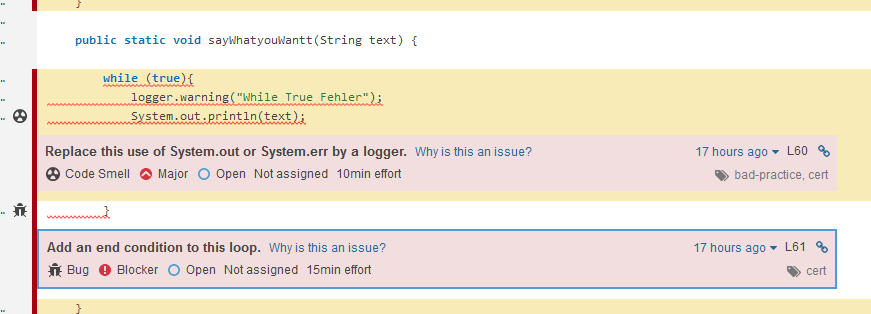 }
public static void sayWhatyouWantt(String text) {
while (true){
logger.warning("While True Fehler");
System.out.println(text);
Replace this use of System.out or System.err by a logger. Why is this an issue? 17 hours ago L60
Code Smell Major Open Not assigned 10min effort bad-practice, cert
}
Add an end condition to this loop. Why is this an issue? 17 hours ago L61
Bug Blocker Open Not assigned 15min effort cert
}